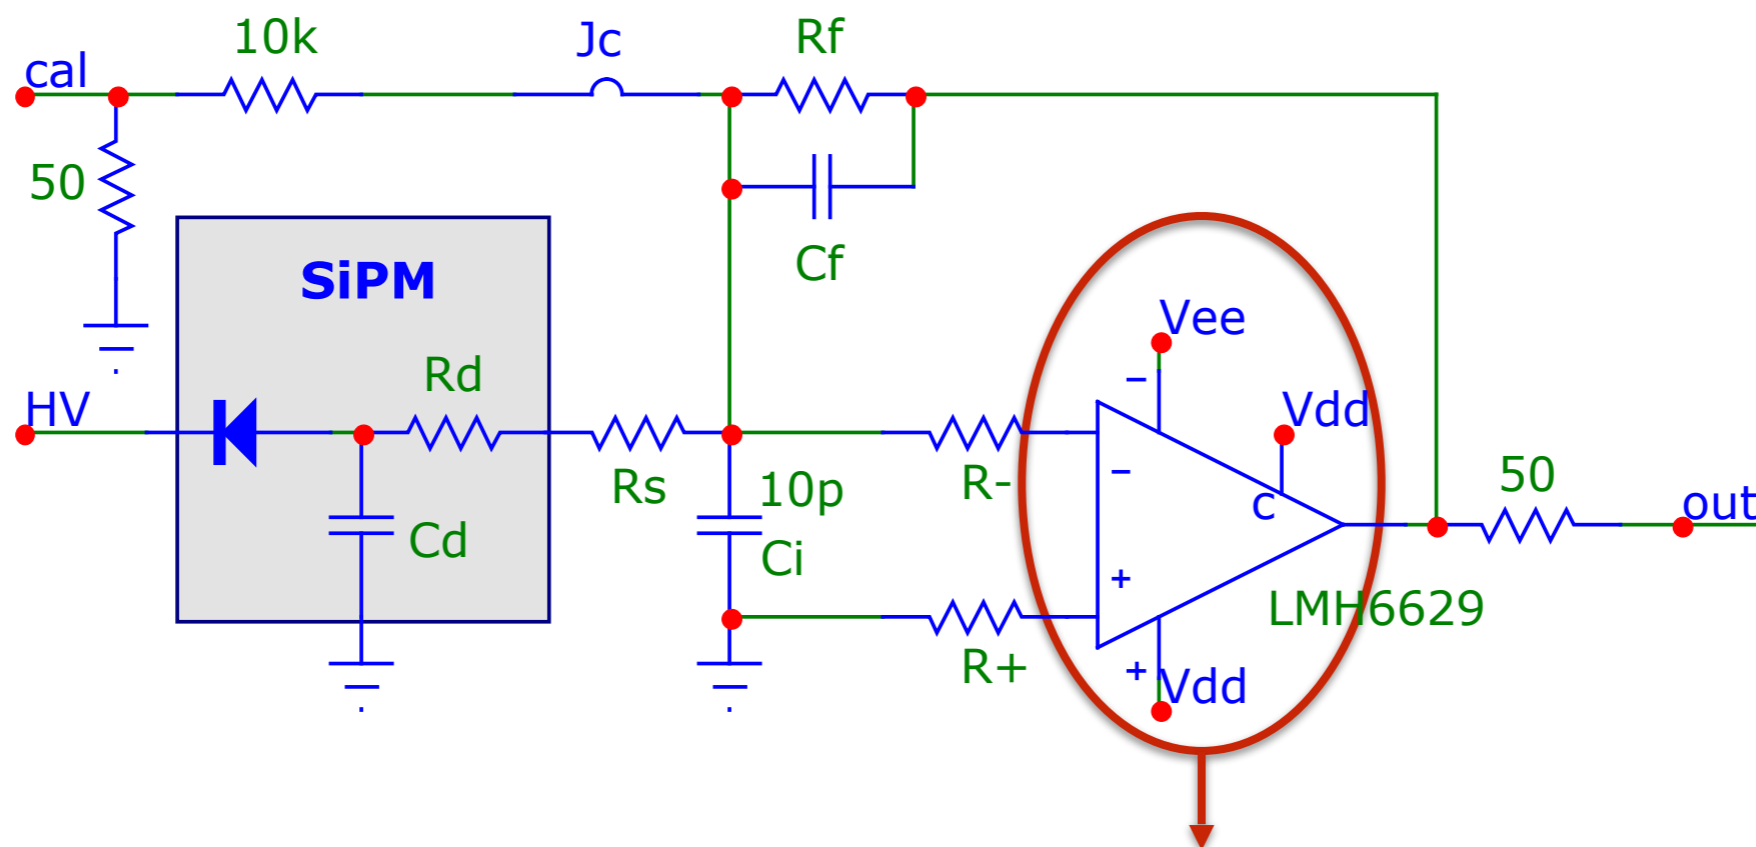 10k
Jc
Rf
cal
50
Cf
SiPM
Vee
−
Rd
HV
Vdd
−
Rs
10p
R-
50
c
out
Cd
Ci
+
LMH6629
R+
+
Vdd